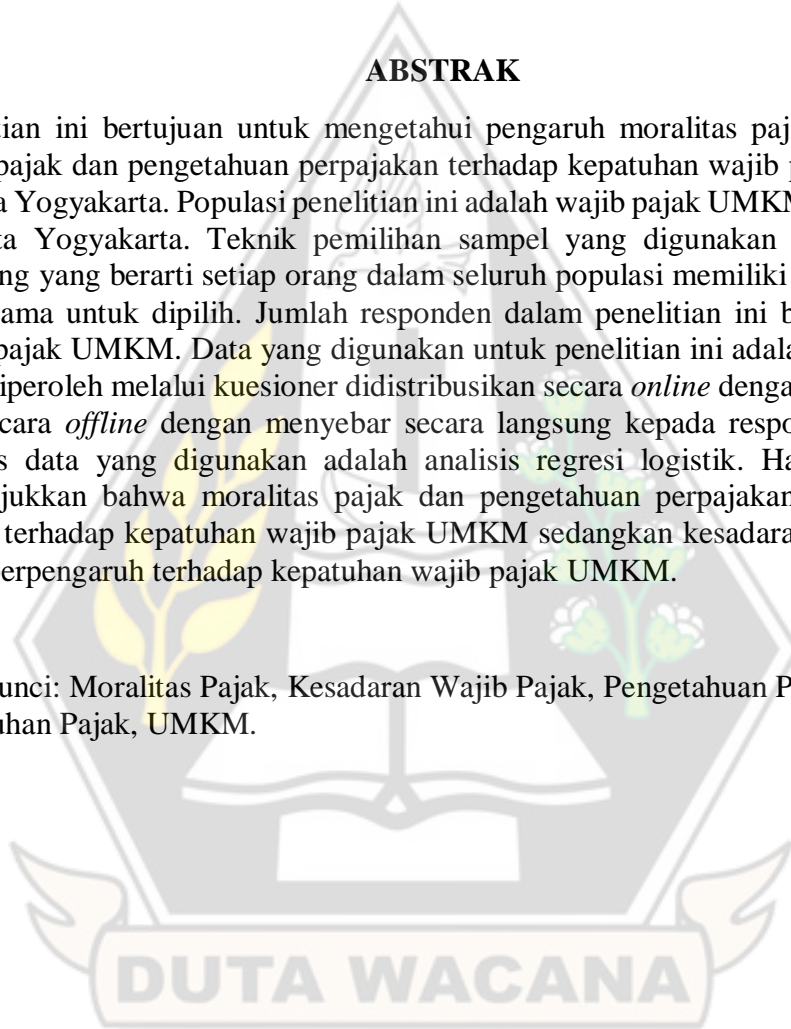 ABSTRAK
tian ini bertujuan untuk mengetahui pengaruh moralitas paj
pajak dan pengetahuan perpajakan terhadap kepatuhan wajib p
a Yogyakarta. Populasi penelitian ini adalah wajib pajak UMKM
ta Yogyakarta. Teknik pemilihan sampel yang digunakan
ng yang berarti setiap orang dalam seluruh populasi memiliki
ama untuk dipilih. Jumlah responden dalam penelitian ini b
pajak UMKM. Data yang digunakan untuk penelitian ini adala
iperoleh melalui kuesioner didistribusikan secara online denga
cara offline dengan menyebar secara langsung kepada respo
s data yang digunakan adalah analisis regresi logistik. Ha
jukkan bahwa moralitas pajak dan pengetahuan perpajakan
terhadap kepatuhan wajib pajak UMKM sedangkan kesadara
berpengaruh terhadap kepatuhan wajib pajak UMKM.
unci: Moralitas Pajak, Kesadaran Wajib Pajak, Pengetahuan P
uhan Pajak, UMKM.
DUTA WACANA